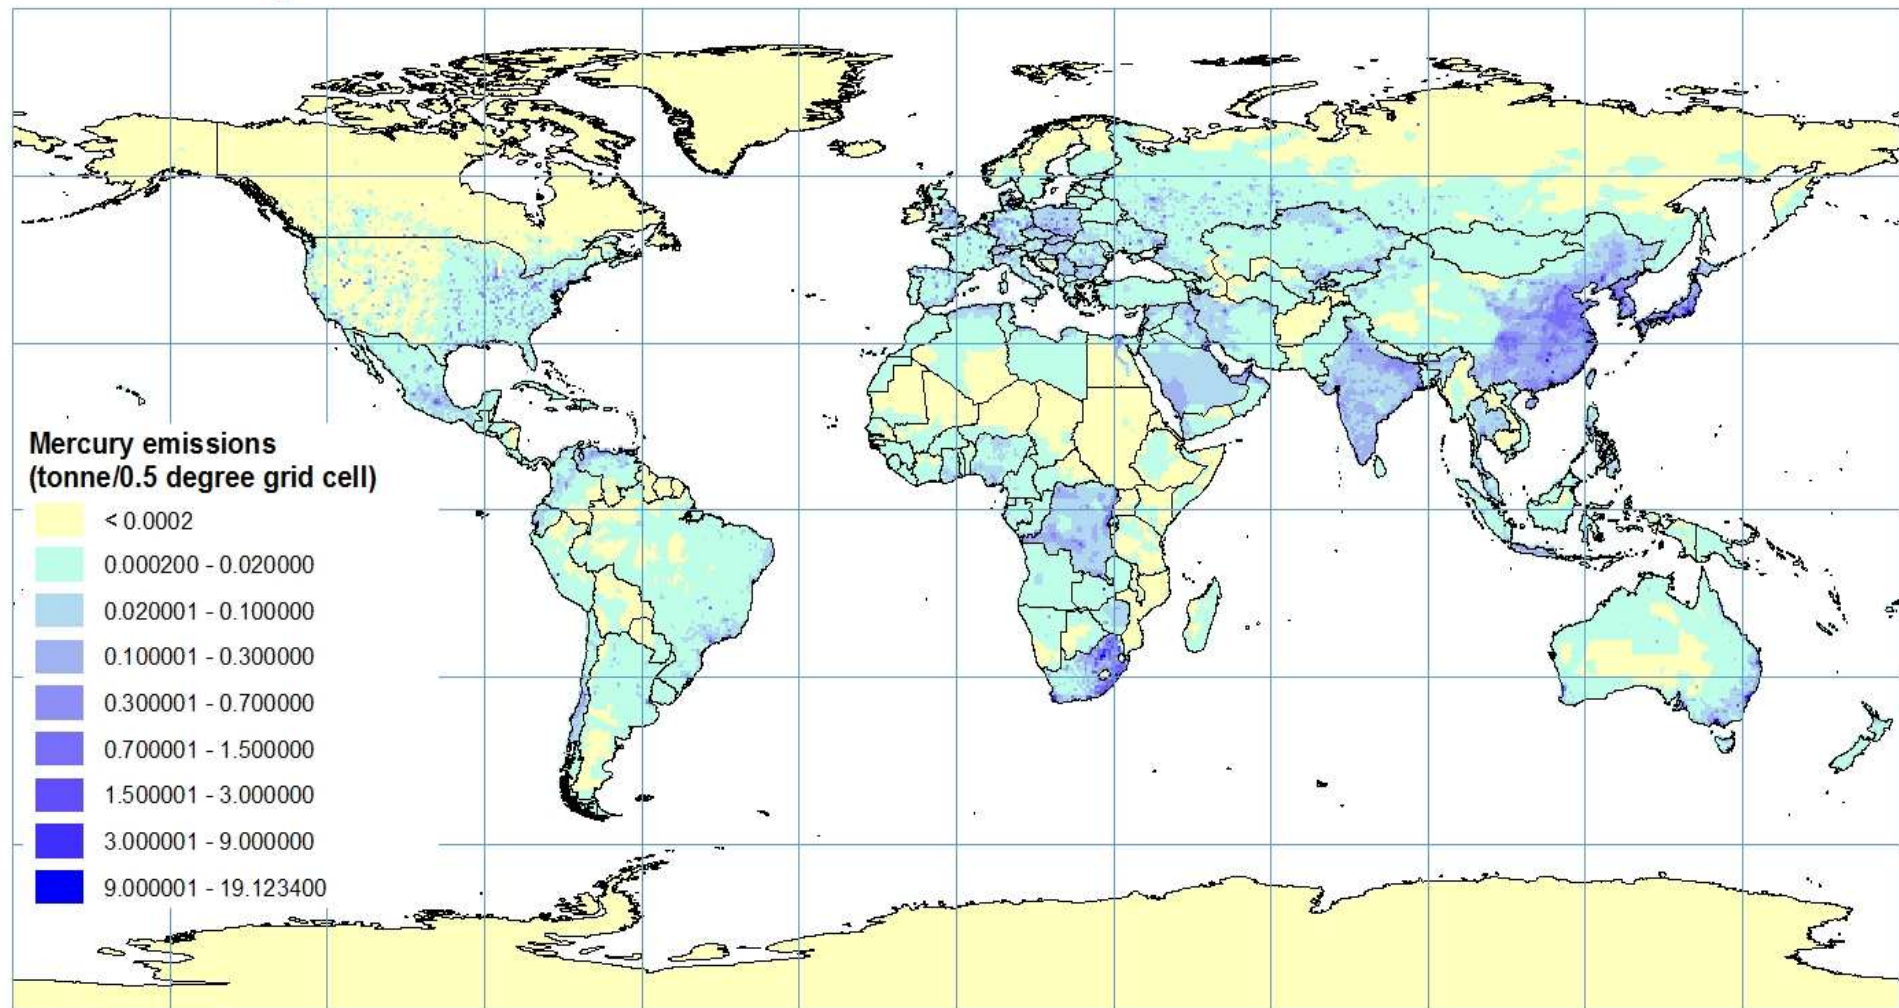 Mercury emissions
(tonne/0.5 degree grid cell)
< 0.0002
0.000200 - 0.020000
0.020001 - 0.100000
0.100001 - 0.300000
0.300001 - 0.700000
0.700001 - 1.500000
1.500001 - 3.000000
3.000001 - 9.000000
9.000001 - 19.123400